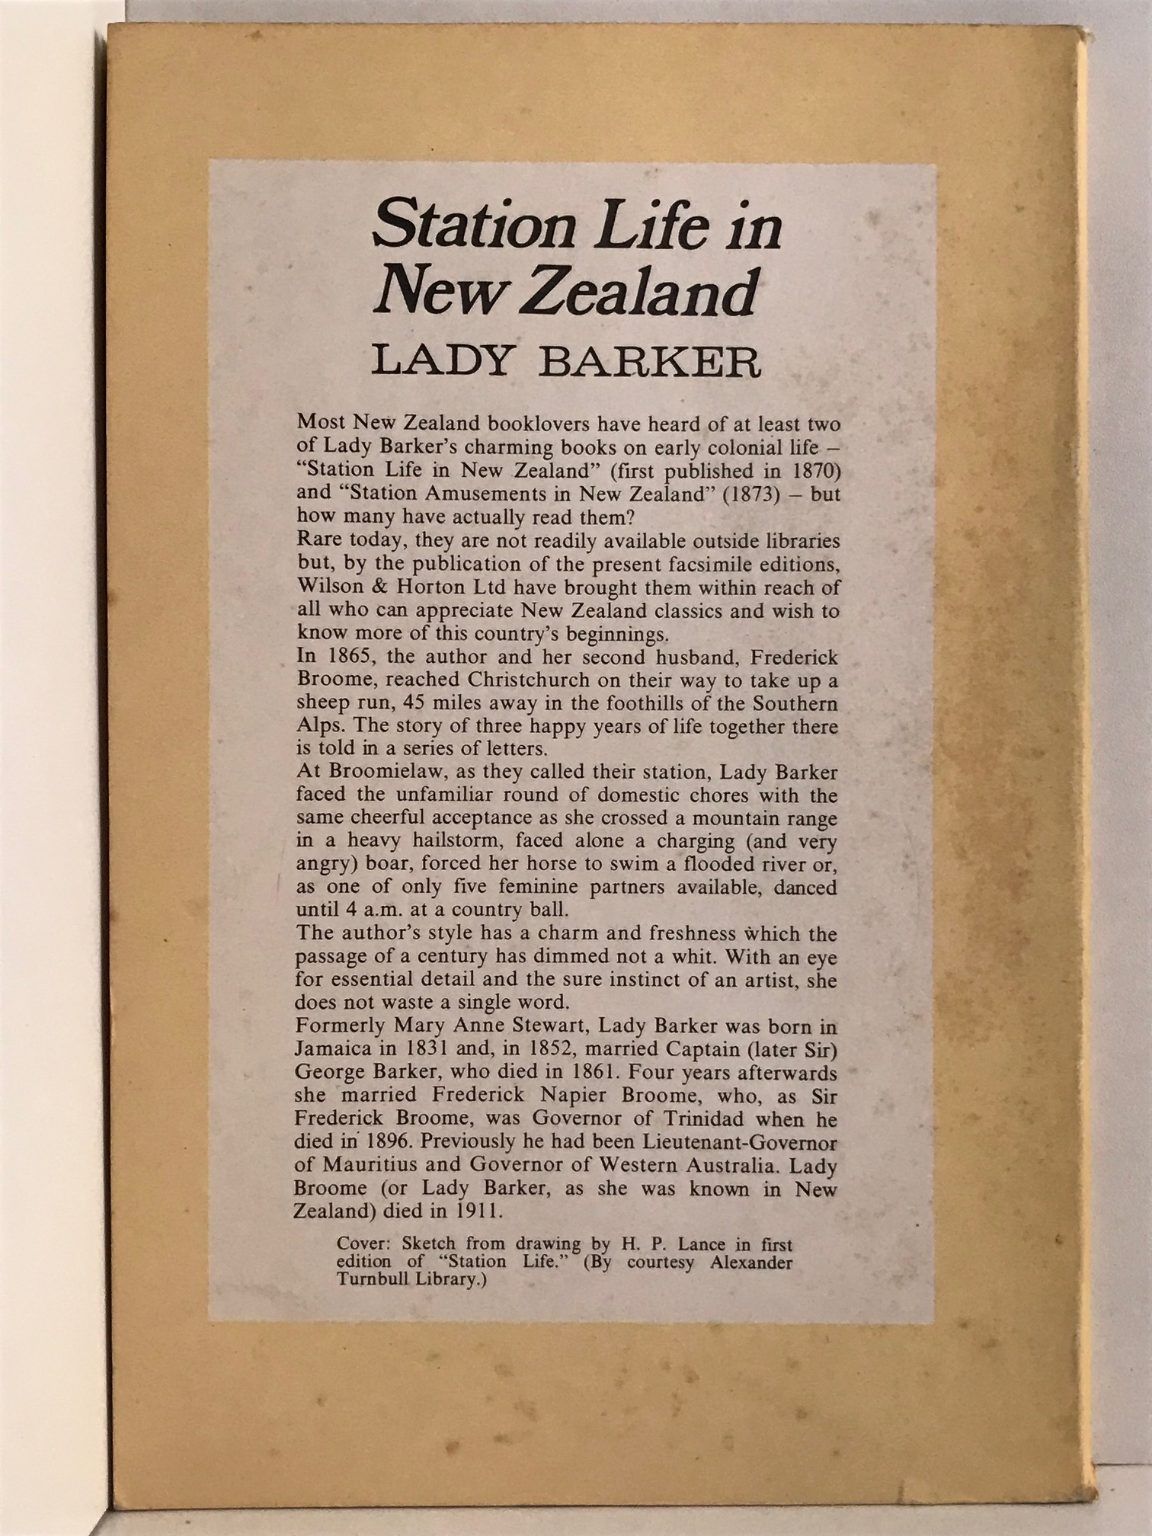 Station Life in
New Zealand
LADY BARKER
Most New Zealand booklovers have heard of at least two
of Lady Barker's charming books on early colonial life –
“Station Life in New Zealand” (first published in 1870)
and “Station Amusements in New Zealand” (1873) – but
how many have actually read them?
Rare today, they are not readily available outside libraries
but, by the publication of the present facsimile editions,
Wilson & Horton Ltd have brought them within reach of
all who can appreciate New Zealand classics and wish to
know more of this country's beginnings.
In 1865, the author and her second husband, Frederick
Broome, reached Christchurch on their way to take up a
sheep run, 45 miles away in the foothills of the Southern
Alps. The story of three happy years of life together there
is told in a series of letters.
At Broomielaw, as they called their station, Lady Barker
faced the unfamiliar round of domestic chores with the
same cheerful acceptance as she crossed a mountain range
in a heavy hailstorm, faced alone a charging (and very
angry) boar, forced her horse to swim a flooded river or,
as one of only five feminine partners available, danced
until 4 a.m. at a country ball.
The author's style has a charm and freshness which the
passage of a century has dimmed not a whit. With an eye
for essential detail and the sure instinct of an artist, she
does not waste a single word.
Formerly Mary Anne Stewart, Lady Barker was born in
Jamaica in 1831 and, in 1852, married Captain (later Sir)
George Barker, who died in 1861. Four years afterwards
she married Frederick Napier Broome, who, as Sir
Frederick Broome, was Governor of Trinidad when he
died in 1896. Previously he had been Lieutenant-Governor
of Mauritius and Governor of Western Australia. Lady
Broome (or Lady Barker, as she was known in New
Zealand) died in 1911.
Cover: Sketch from drawing by H. P. Lance in first
edition of “Station Life.” (By courtesy Alexander
Turnbull Library.)